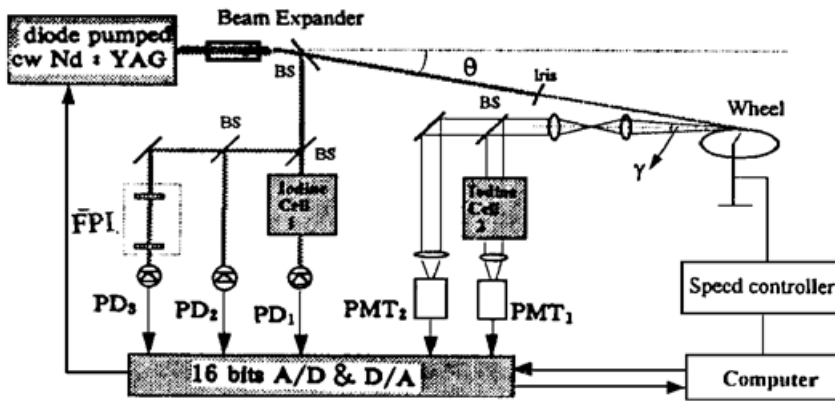 Beam Expander
diode pumped
cw Nd : YAG
BS
θ
Iris
Wheel
BS
BS
BS
γ
Iodine
Cell
1
Iodine
Cell
2
FPI
PD₃
PD₂
PD₁
PMT₂
PMT₁
Speed controller
16 bits A/D & D/A
Computer